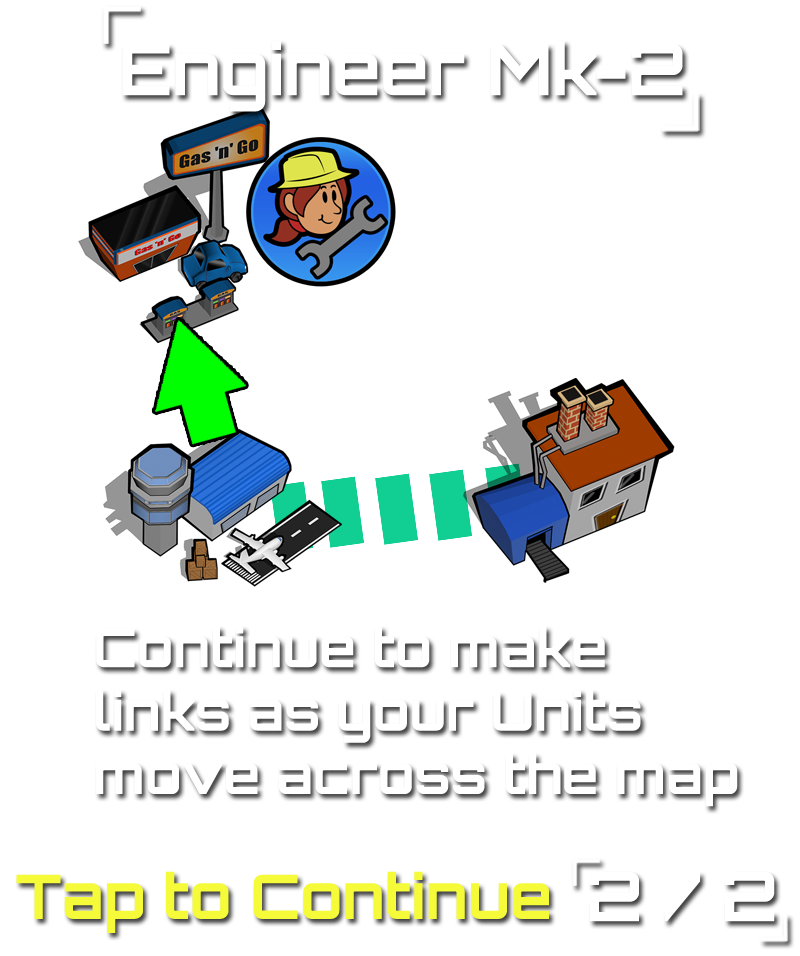 Engineer Mk-2
Gas 'n' Go
Gas 'n' Go
Continue to make
links as your Units
move across the map
Tap to Continue 2 / 2